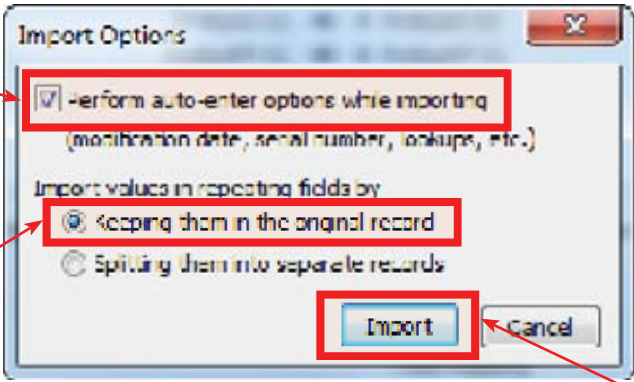 Import Options
Perform auto-enter options while importing
(modification date, serial number, lookups, etc.)
Import values in repeating fields by
Keeping them in the original record
Splitting them into separate records
Import
Cancel